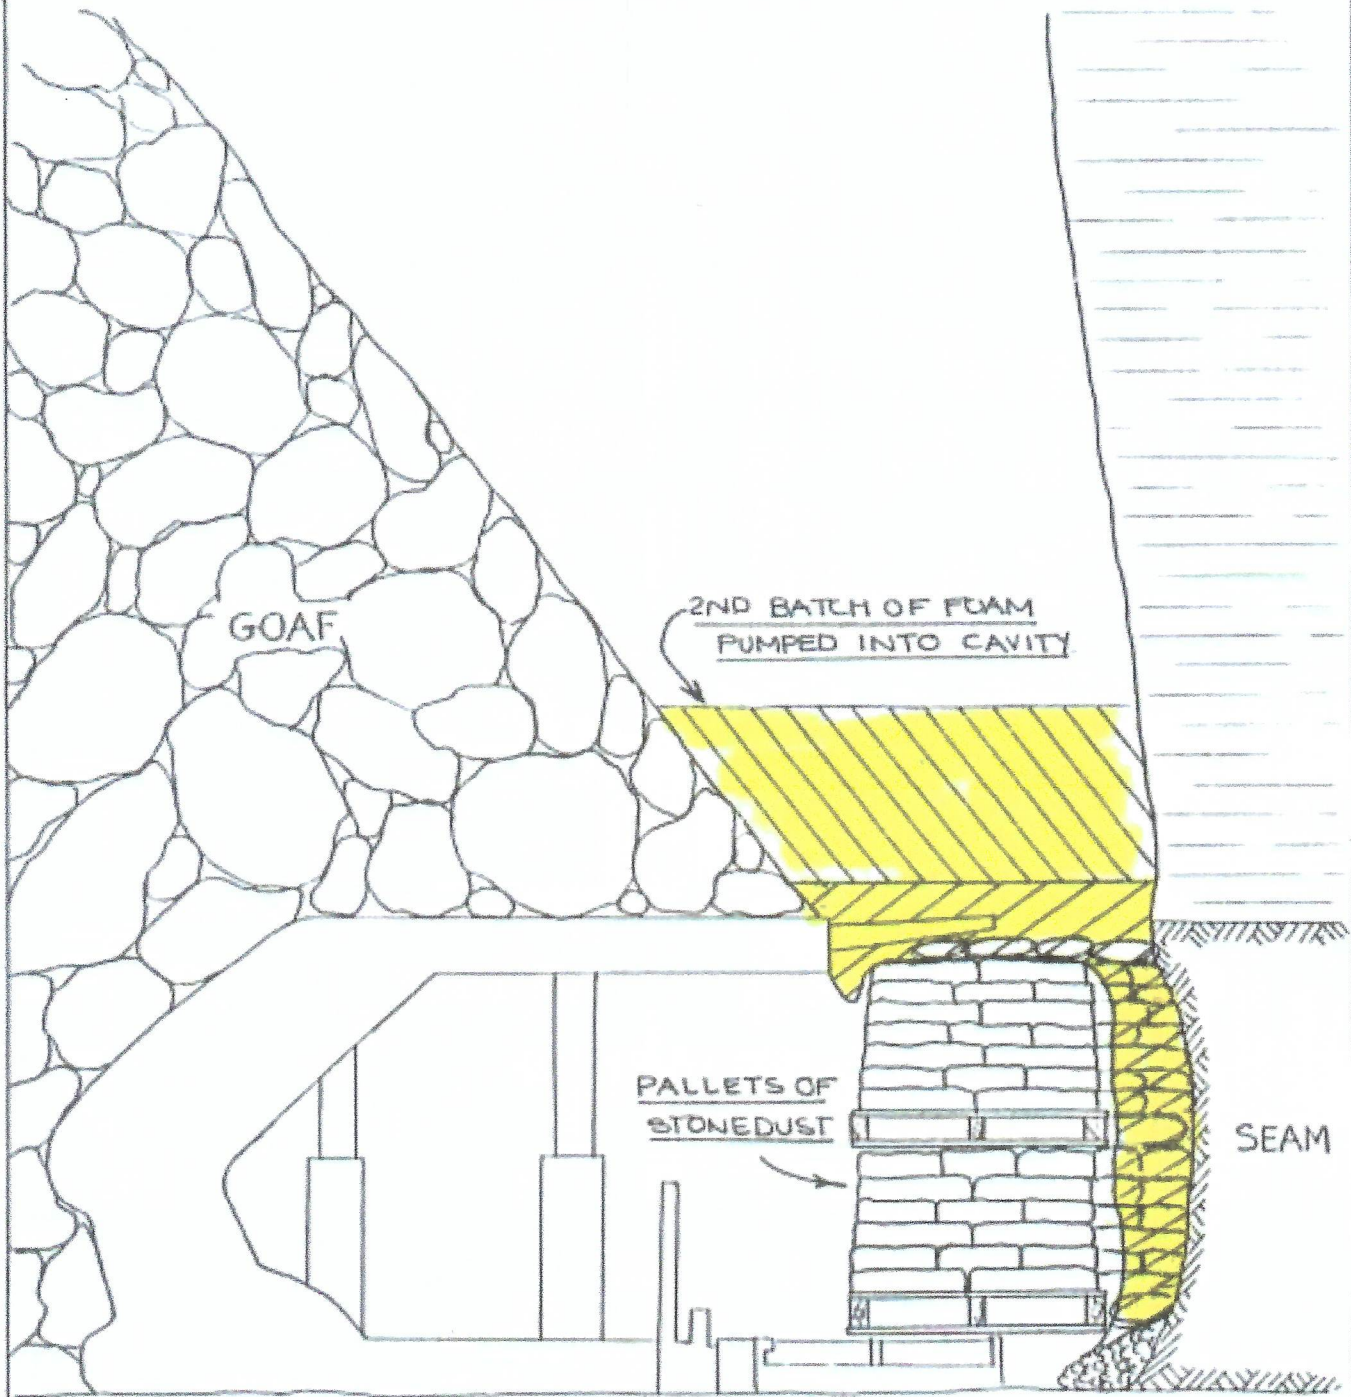 GOAF
2ND BATCH OF FOAM
PUMPED INTO CAVITY
PALLETS OF
STONEDUST
SEAM